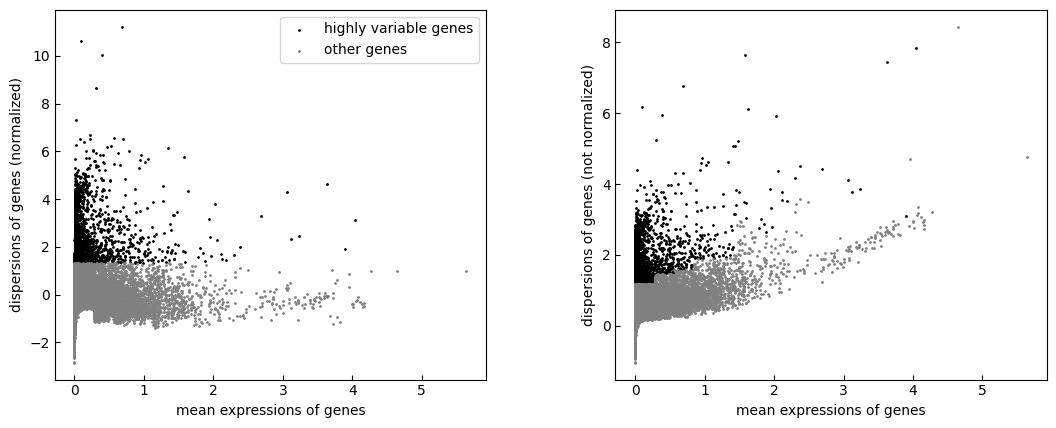 highly variable genes
other genes
dispersions of genes (normalized)
10
8
6
4
2
0
−2
0 1 2 3 4 5
mean expressions of genes
dispersions of genes (not normalized)
8
6
4
2
0
0 1 2 3 4 5
mean expressions of genes